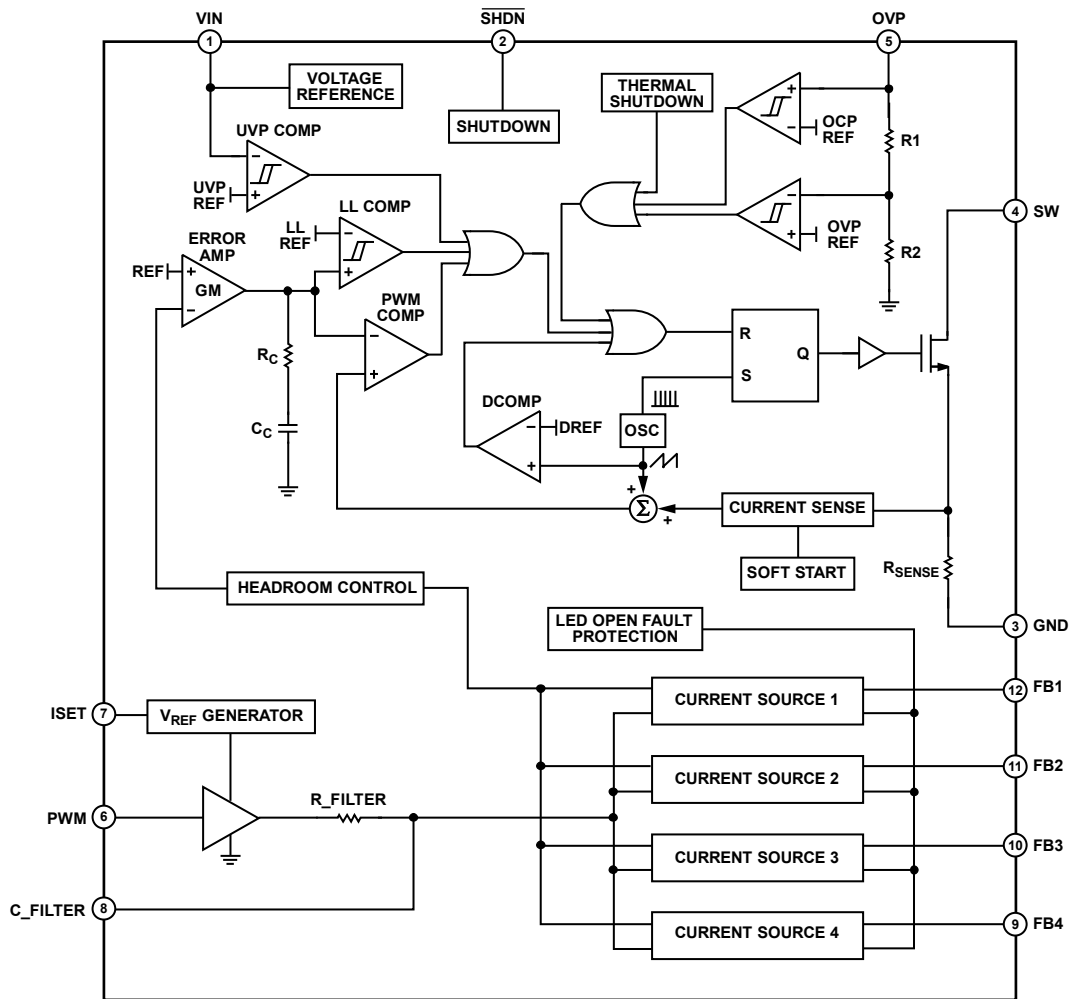 VIN
SHDN
OVP
1
2
5
VOLTAGE
REFERENCE
THERMAL
SHUTDOWN
SHUTDOWN
+
–
OCP
REF
R1
UVP COMP
–
+
UVP
REF
LL COMP
LL
REF
–
+
–
+
OVP
REF
R2
4
SW
ERROR
AMP
REF
+
GM
–
PWM
COMP
–
+
RC
CC
R
S
Q
DCOMP
–
+
DREF
OSC
+
Σ
+
CURRENT SENSE
SOFT START
RSENSE
HEADROOM CONTROL
LED OPEN FAULT
PROTECTION
3
GND
CURRENT SOURCE 1
12
FB1
ISET
7
VREF GENERATOR
CURRENT SOURCE 2
11
FB2
PWM
6
R_FILTER
CURRENT SOURCE 3
10
FB3
C_FILTER
8
CURRENT SOURCE 4
9
FB4